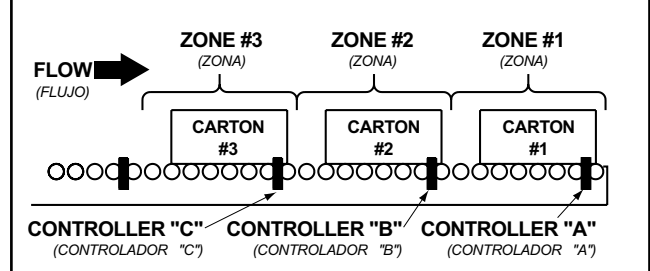 ZONE #3
(ZONA)
ZONE #2
(ZONA)
ZONE #1
(ZONA)
FLOW
(FLUJO)
CARTON
#3
CARTON
#2
CARTON
#1
CONTROLLER "C"
(CONTROLADOR "C")
CONTROLLER "B"
(CONTROLADOR "B")
CONTROLLER "A"
(CONTROLADOR "A")